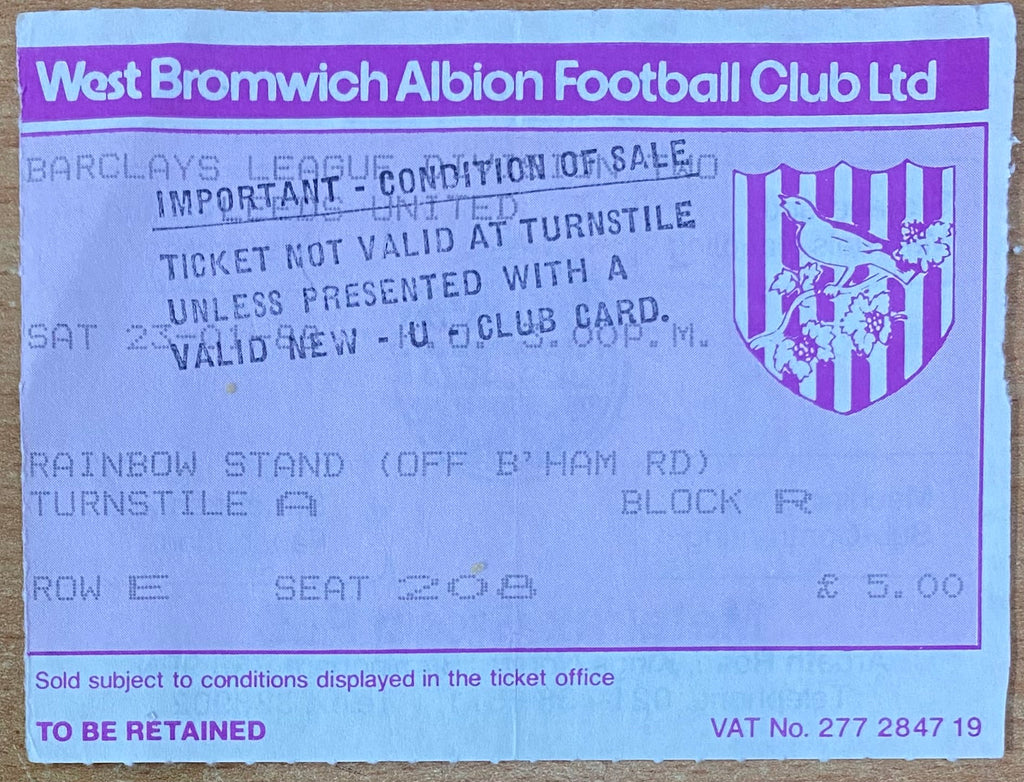 West Bromwich Albion Football Club Ltd
BARCLAYS LEAGUE DIVISION TWO
LEEDS UNITED
IMPORTANT - CONDITION OF SALE
TICKET NOT VALID AT TURNSTILE
UNLESS PRESENTED WITH A
VALID NEW - U - CLUB CARD.
SAT 23-01-88 K.O. 3.00P.M.
RAINBOW STAND (OFF B'HAM RD)
TURNSTILE A BLOCK R
ROW E SEAT 208 £ 5.00
Sold subject to conditions displayed in the ticket office
TO BE RETAINED VAT No. 277 2847 19